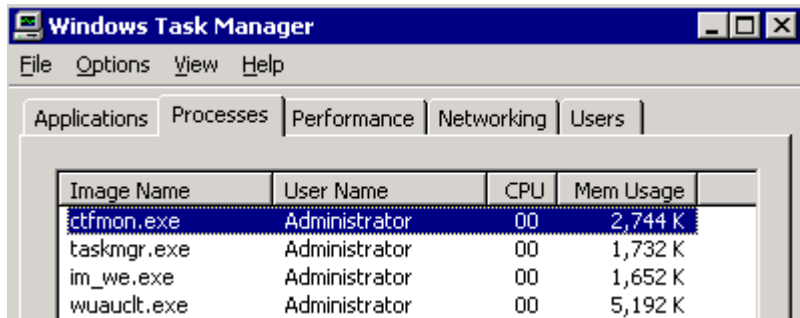 Windows Task Manager
File Options View Help
Applications Processes Performance Networking Users
Image Name User Name CPU Mem Usage
ctfmon.exe Administrator 00 2,744 K
taskmgr.exe Administrator 00 1,732 K
im_we.exe Administrator 00 1,652 K
wuauclt.exe Administrator 00 5,192 K